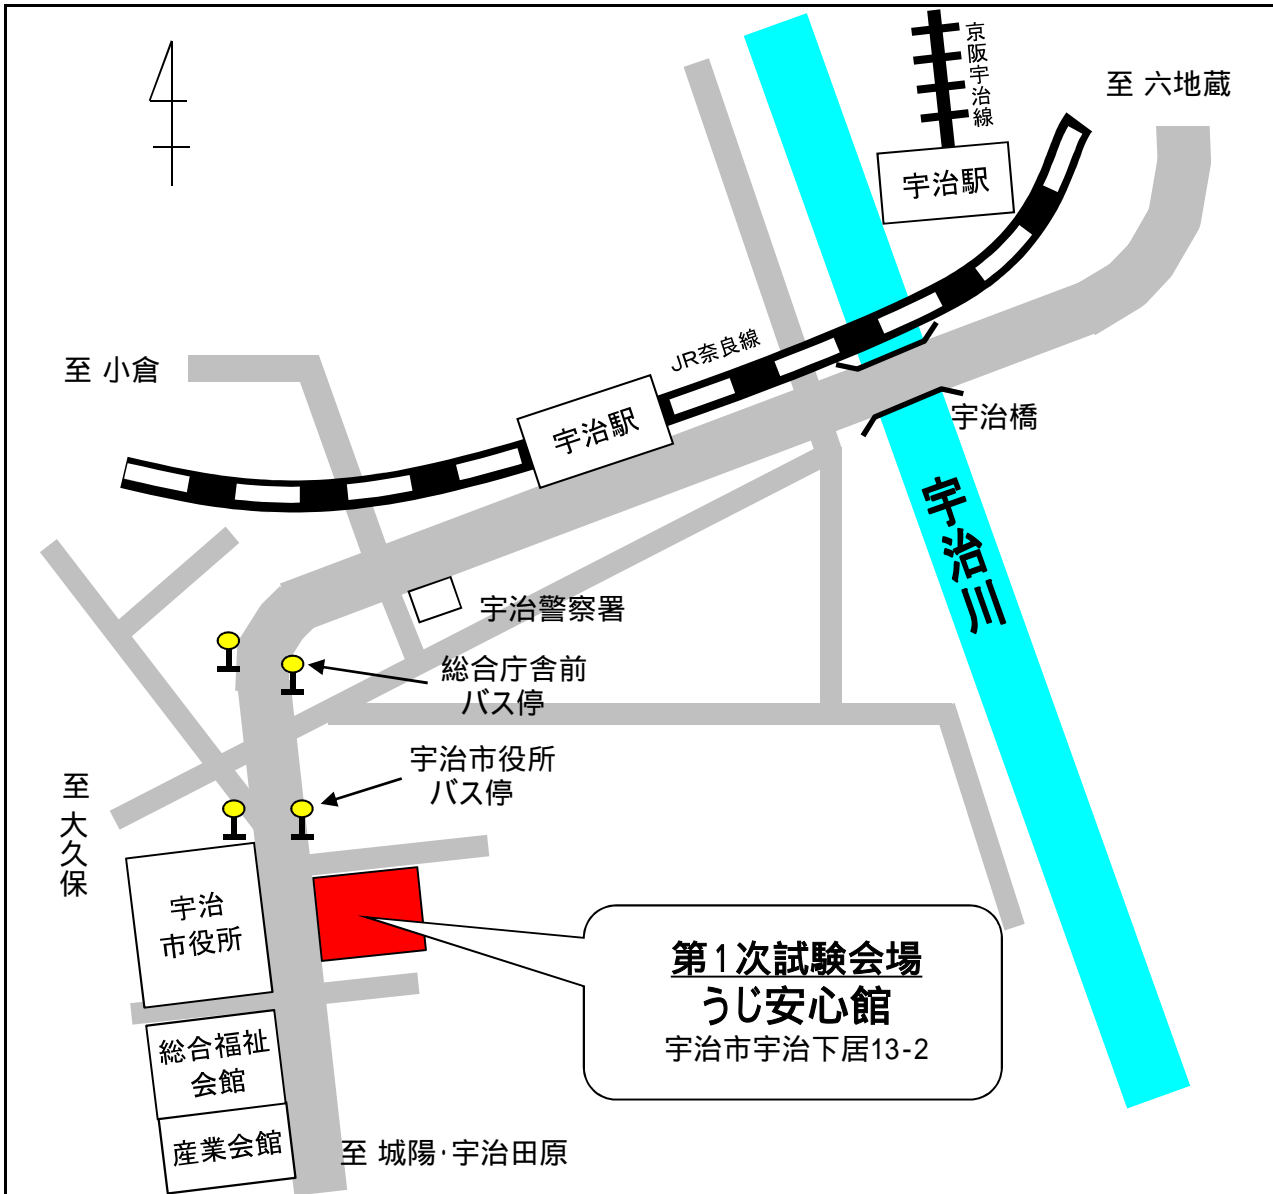 京阪宇治線
至 六地蔵
宇治駅
JR奈良線
至 小倉
宇治駅
宇治橋
宇治川
宇治警察署
総合庁舎前
バス停
宇治市役所
バス停
至 大久保
宇治
市役所
第1次試験会場
うじ安心館
宇治市宇治下居13-2
総合福祉
会館
産業会館
至 城陽・宇治田原